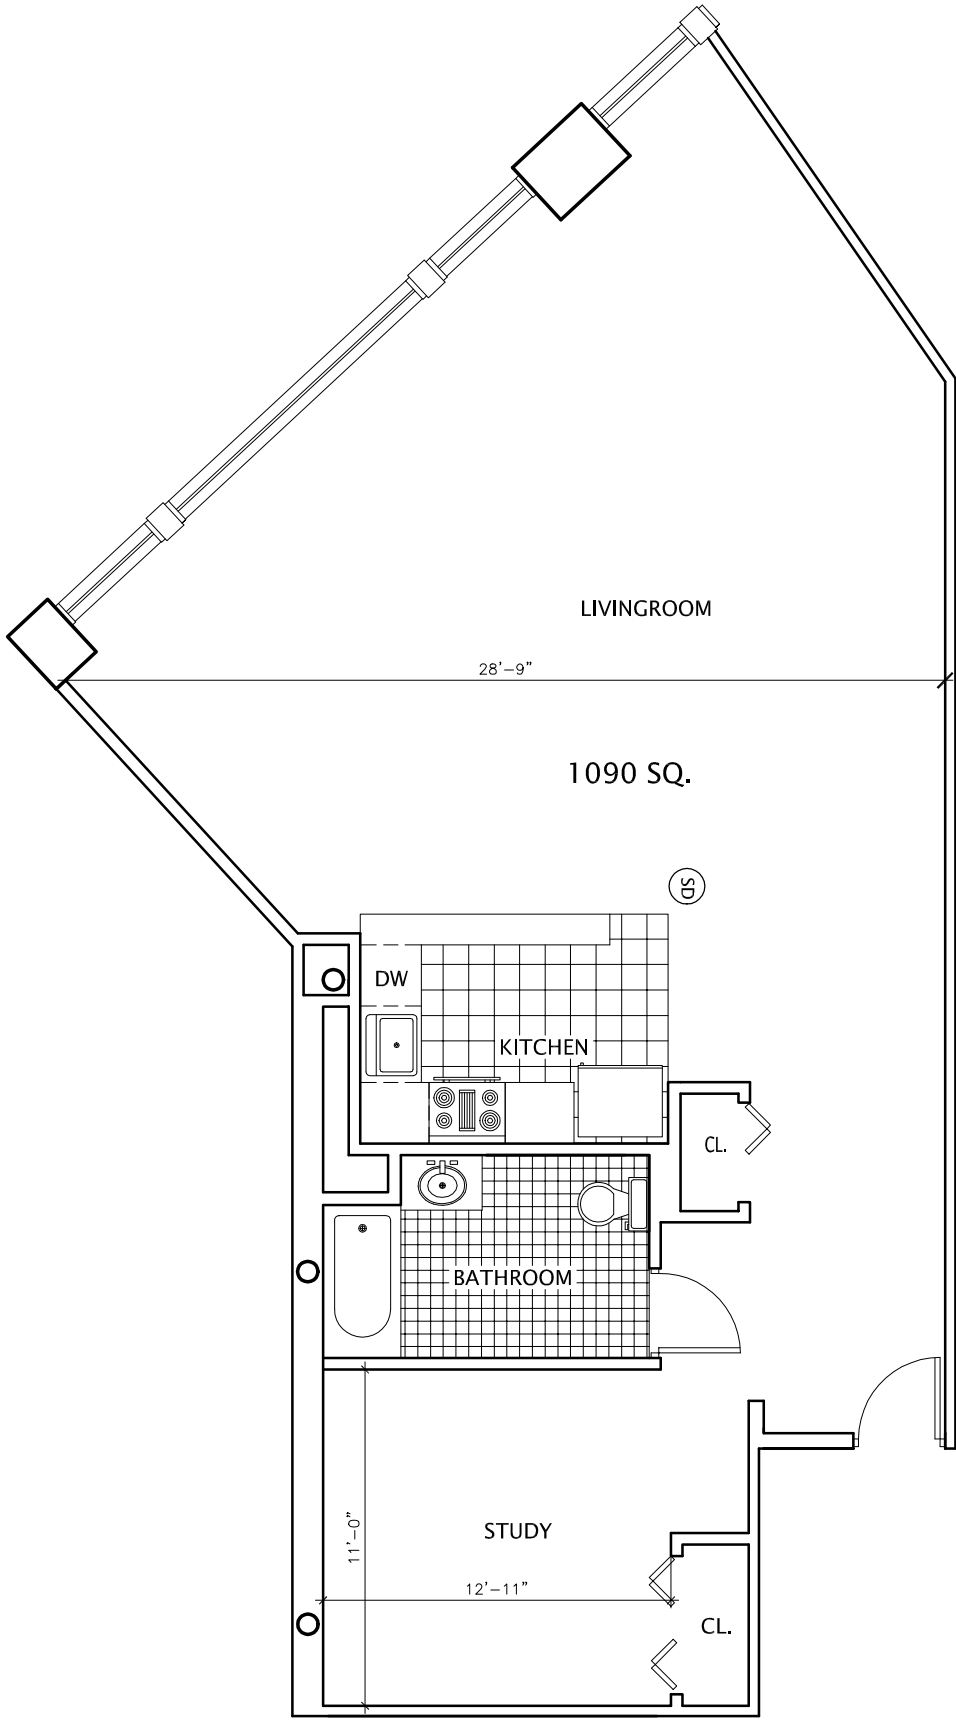 LIVINGROOM
28'-9"
1090 SQ.
SD
DW
KITCHEN
CL.
BATHROOM
STUDY
11'-0"
12'-11"
CL.